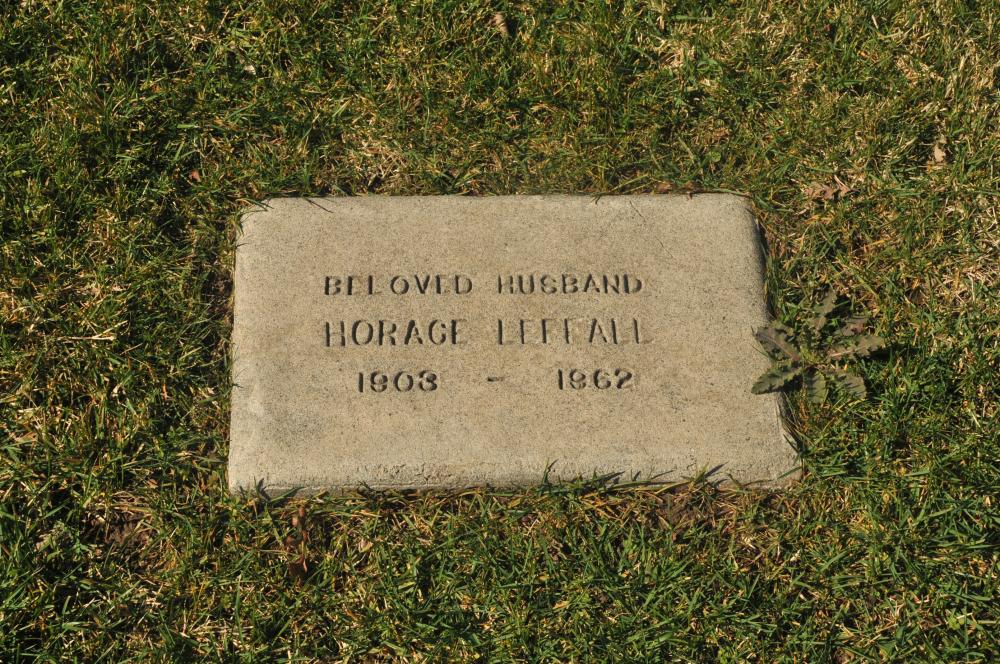 BELOVED HUSBAND
HORACE LEFFALL
1903 - 1962